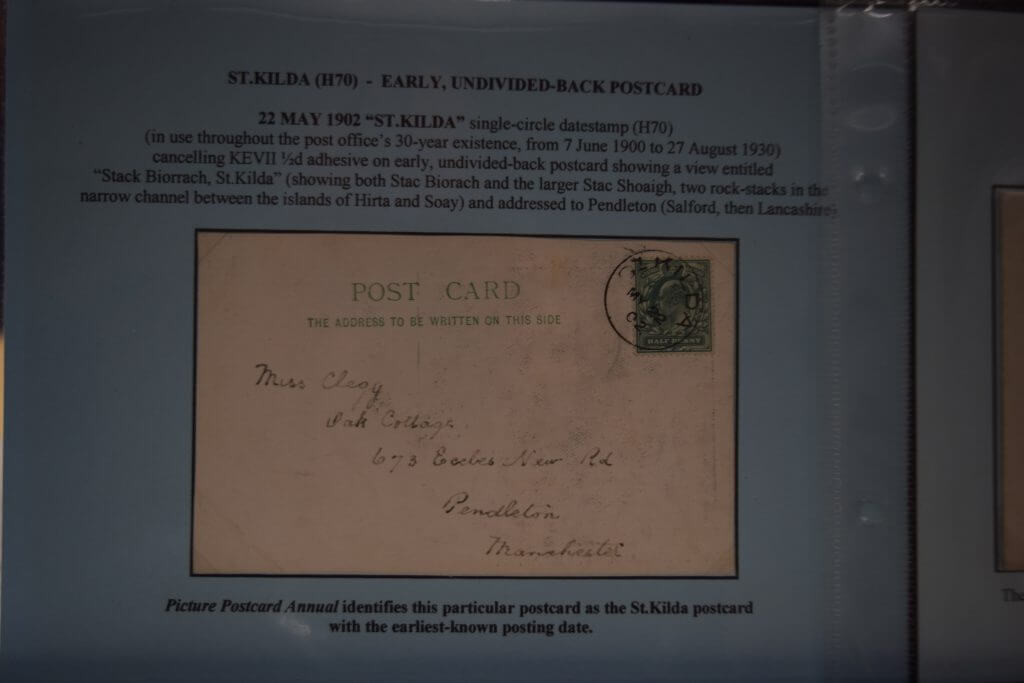 ST.KILDA (H70) - EARLY, UNDIVIDED-BACK POSTCARD
22 MAY 1902 “ST.KILDA” single-circle datestamp (H70)
(in use throughout the post office’s 30-year existence, from 7 June 1900 to 27 August 1930)
cancelling KEVII ½d adhesive on early, undivided-back postcard showing a view entitled
“Stack Biorrach, St.Kilda” (showing both Stac Biorach and the larger Stac Shoaigh, two rock-stacks in the
narrow channel between the islands of Hirta and Soay) and addressed to Pendleton (Salford, then Lancashire
POST CARD
THE ADDRESS TO BE WRITTEN ON THIS SIDE
HALF PENNY
Miss Clegg
Oak Cottage
673 Eccles New Rd
Pendleton
Manchester
Picture Postcard Annual identifies this particular postcard as the St.Kilda postcard
with the earliest-known posting date.